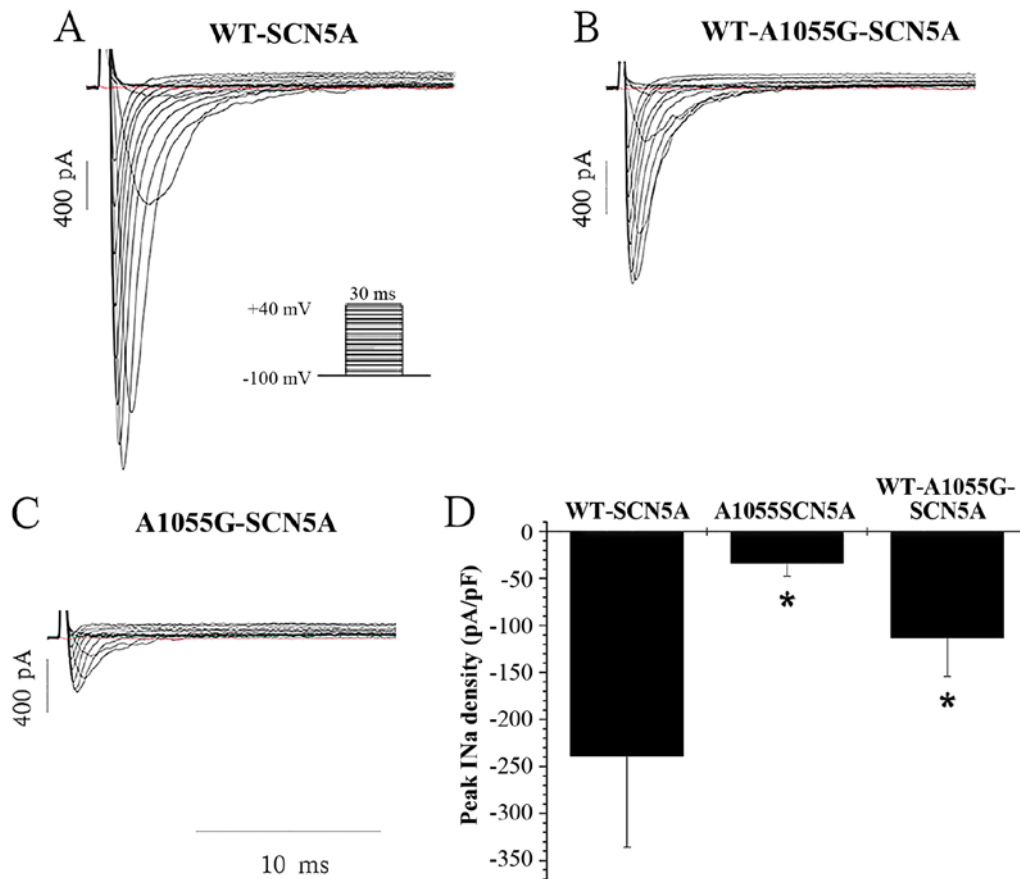 A
WT-SCN5A
400 pA
+40 mV
30 ms
-100 mV
B
WT-A1055G-SCN5A
400 pA
C
A1055G-SCN5A
400 pA
10 ms
D
WT-SCN5A
A1055SCN5A
WT-A1055G-
SCN5A
Peak INa density (pA/pF)
0
-50
-100
-150
-200
-250
-300
-350
*
*